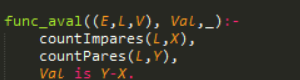 func_aval((E,L,V), Val,_):-
countImpares(L,X),
countPares(L,Y),
Val is Y-X.